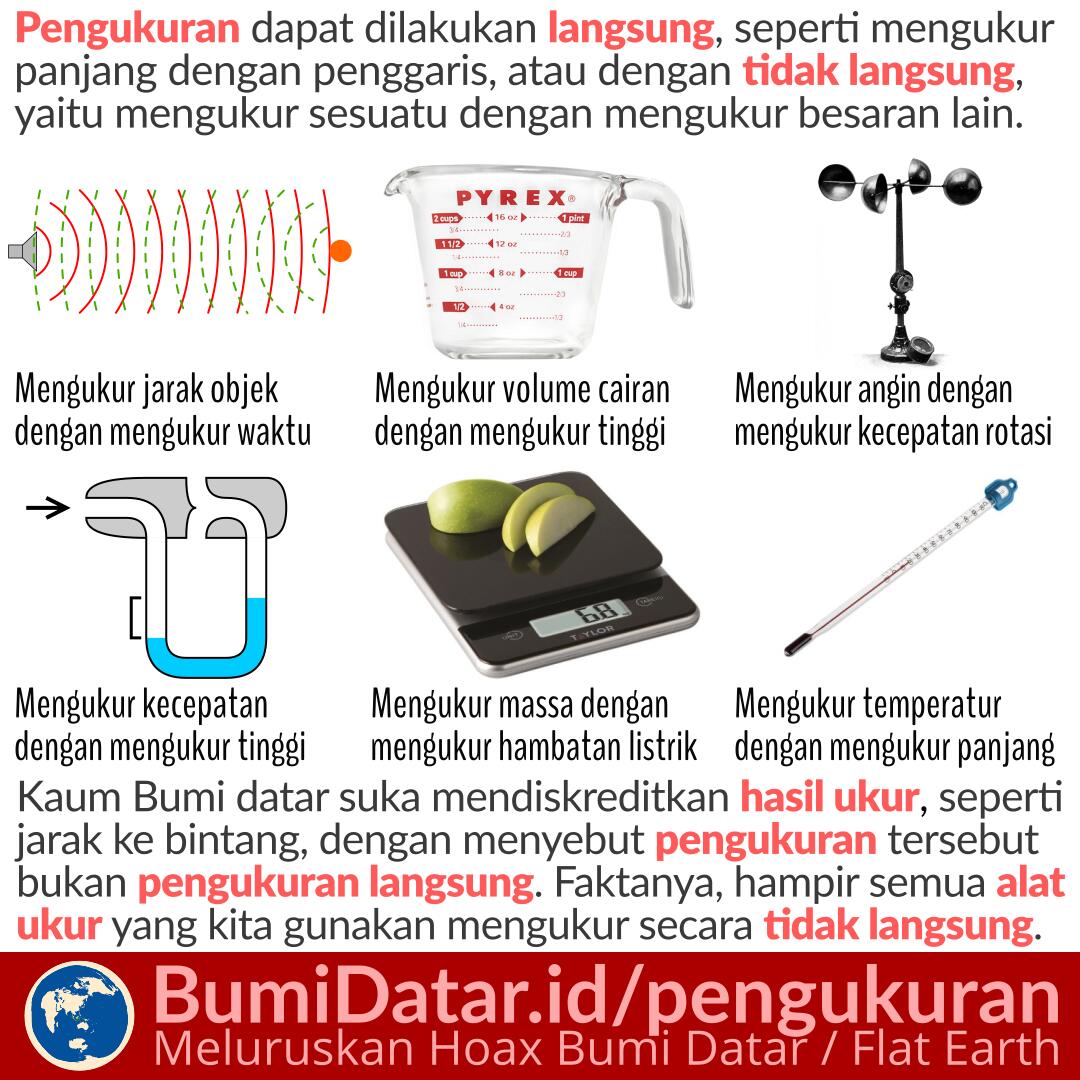 Pengukuran dapat dilakukan langsung, seperti mengukur
panjang dengan penggaris, atau dengan tidak langsung,
yaitu mengukur sesuatu dengan mengukur besaran lain.
PYREX®
2 cups 16 oz 1 pint
3/4 2/3
1 1/2 12 oz
1/4 1/3
1 cup 8 oz 1 cup
3/4 2/3
1/2 4 oz
1/4 1/3
Mengukur jarak objek
dengan mengukur waktu
Mengukur volume cairan
dengan mengukur tinggi
Mengukur angin dengan
mengukur kecepatan rotasi
68
UNIT
TAYLOR
Mengukur kecepatan
dengan mengukur tinggi
Mengukur massa dengan
mengukur hambatan listrik
Mengukur temperatur
dengan mengukur panjang
Kaum Bumi datar suka mendiskreditkan hasil ukur, seperti
jarak ke bintang, dengan menyebut pengukuran tersebut
bukan pengukuran langsung. Faktanya, hampir semua alat
ukur yang kita gunakan mengukur secara tidak langsung.
BumiDatar.id/pengukuran
Meluruskan Hoax Bumi Datar / Flat Earth